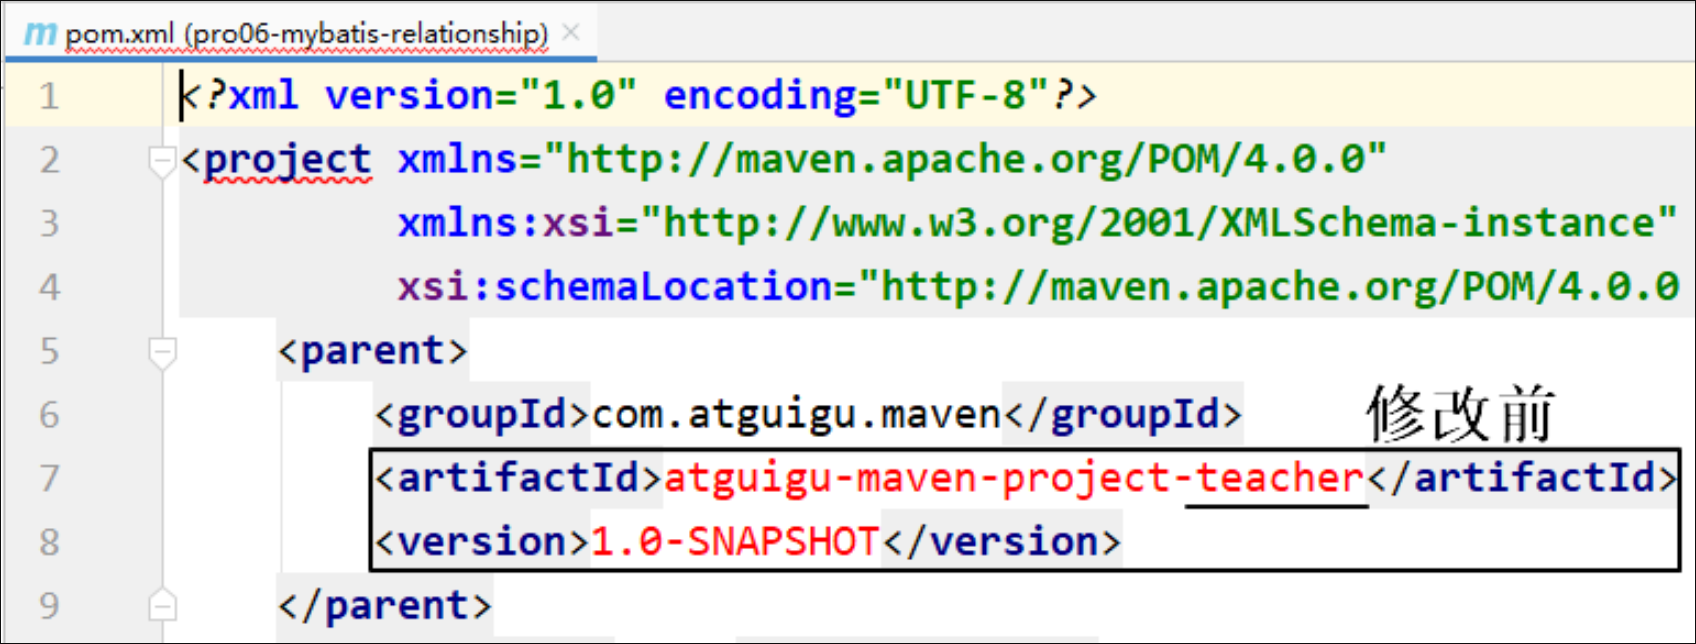 m pom.xml (pro06-mybatis-relationship) ×
1 <?xml version="1.0" encoding="UTF-8"?>
2 <project xmlns="http://maven.apache.org/POM/4.0.0"
3 xmlns:xsi="http://www.w3.org/2001/XMLSchema-instance"
4 xsi:schemaLocation="http://maven.apache.org/POM/4.0.0
5 <parent>
6 <groupId>com.atguigu.maven</groupId> 修改前
7 <artifactId>atguigu-maven-project-teacher</artifactId>
8 <version>1.0-SNAPSHOT</version>
9 </parent>